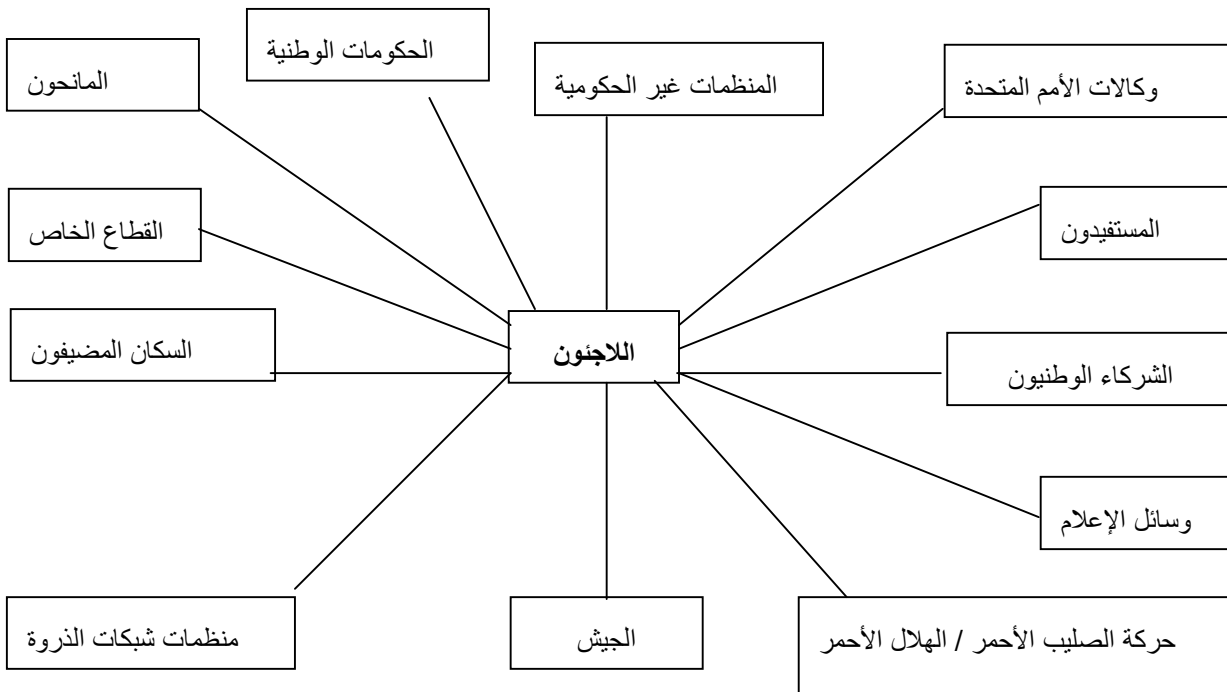 الحكومات الوطنية
المنظمات غير الحكومية
وكالات الأمم المتحدة
المانحون
المستفيدون
القطاع الخاص
السكان المضيفون
اللاجئون
الشركاء الوطنيون
وسائل الإعلام
حركة الصليب الأحمر / الهلال الأحمر
الجيش
منظمات شبكات الذروة